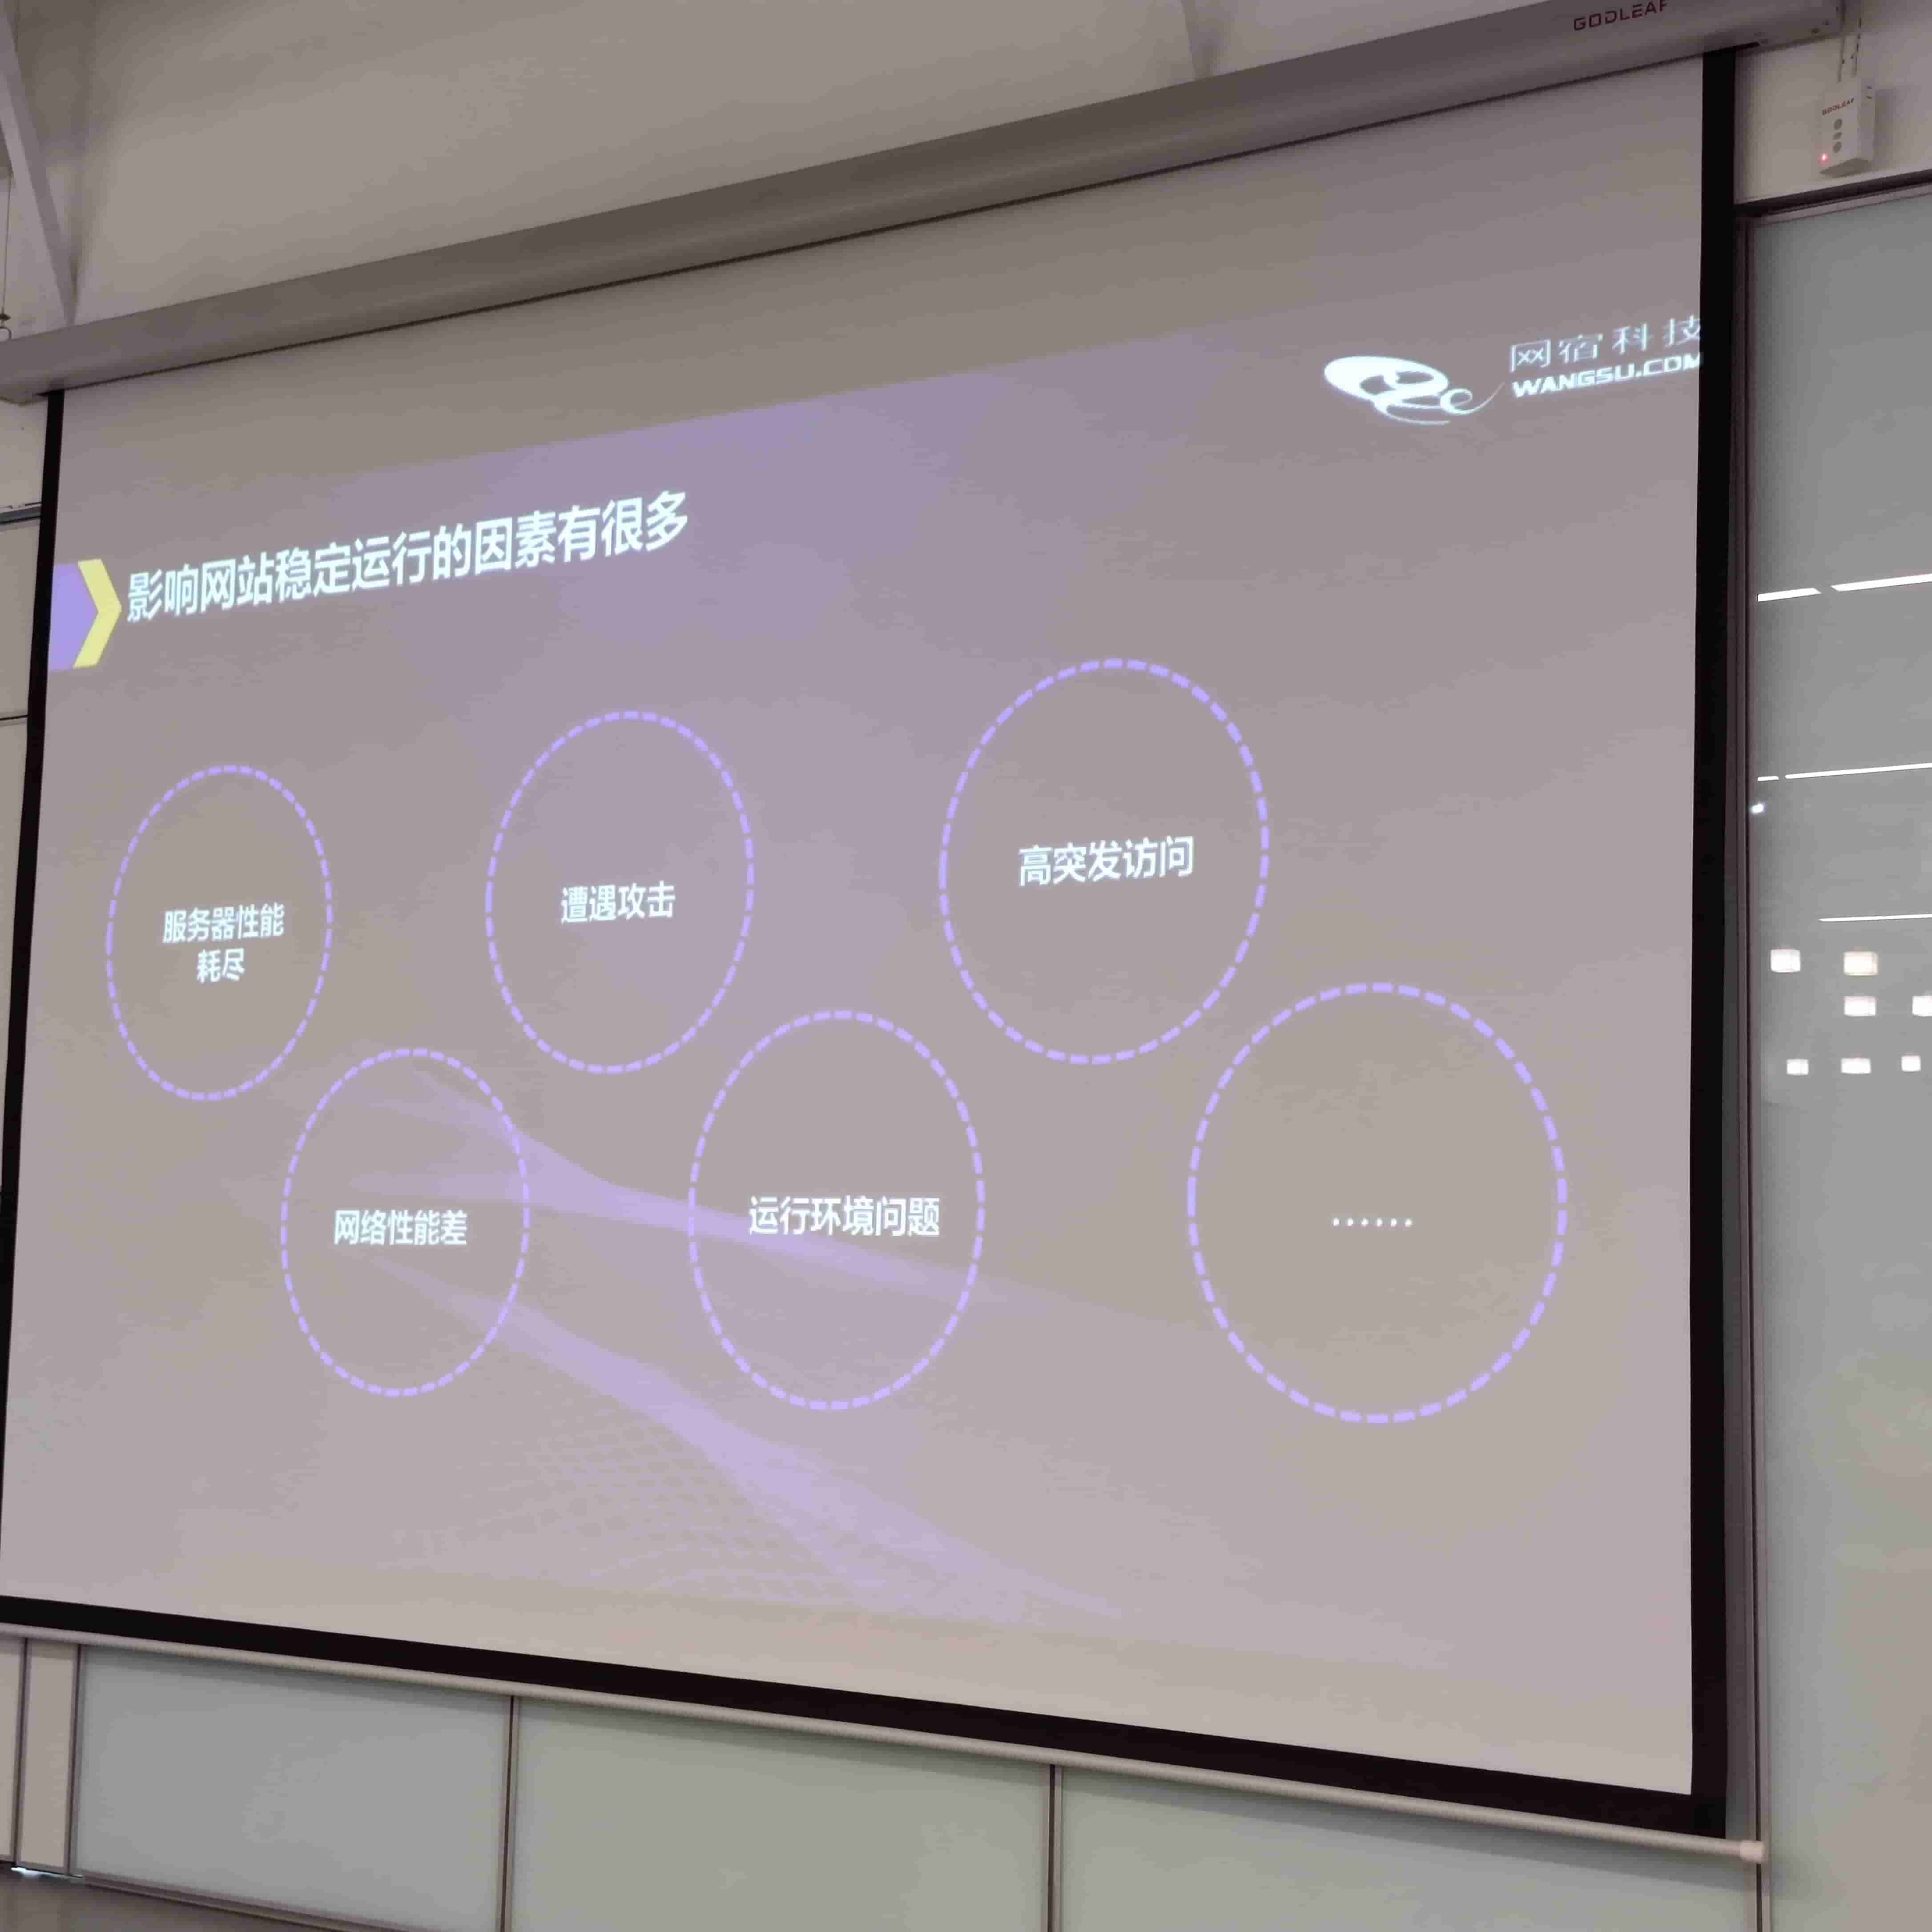 GODLEAF
GODLEAF
网宿科技
WANGSU.COM
影响网站稳定运行的因素有很多
高突发访问
遭遇攻击
服务器性能
耗尽
网络性能差
运行环境问题
......